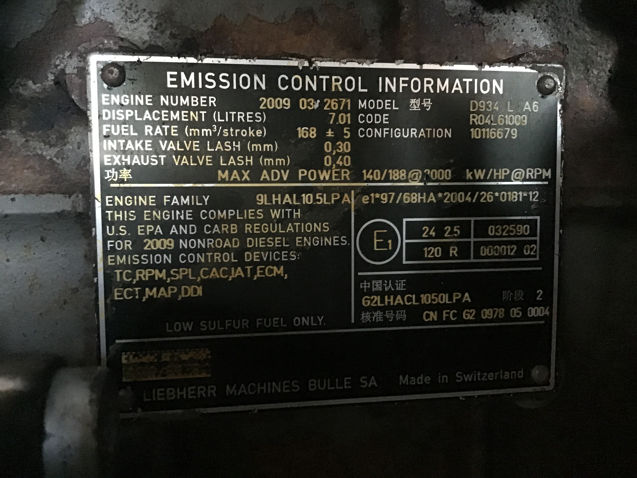 EMISSION CONTROL INFORMATION
ENGINE NUMBER 2009 03 2671 MODEL 型号 D934 L A6
DISPLACEMENT (LITRES) 7.01 CODE R04L61009
FUEL RATE (mm³/stroke) 168 ± 5 CONFIGURATION 10116679
INTAKE VALVE LASH (mm) 0,30
EXHAUST VALVE LASH (mm) 0,40
功率 MAX ADV POWER 140/188@2000 kW/HP@RPM
ENGINE FAMILY 9LHAL10.5LPA e1*97/68HA*2004/26*0181*12
THIS ENGINE COMPLIES WITH
U.S. EPA AND CARB REGULATIONS
FOR 2009 NONROAD DIESEL ENGINES.
EMISSION CONTROL DEVICES:
TC,RPM,SPL,CAC,IAT,ECM,
ECT,MAP,DDI
LOW SULFUR FUEL ONLY.
E1 24 2.5 032590
120 R 000012 02
中国认证
G2LHACL1050LPA 阶段 2
核准号码 CN FC G2 0978 05 0004
LIEBHERR MACHINES BULLE SA Made in Switzerland